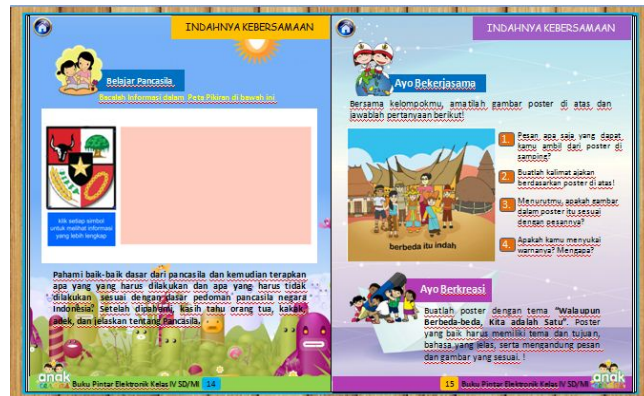 INDAHNYA KEBERSAMAAN
Belajar Pancasila
Bacalah Informasi dalam Peta Pikiran di bawah ini
klik setiap simbol
untuk melihat informasi
yang lebih lengkap
Pahami baik-baik dasar dari pancasila dan kemudian terapkan
apa yang yang harus dilakukan dan apa yang harus tidak
dilakukan sesuai dengan dasar pedoman pancasila negara
Indonesia. Setelah dipahami, kasih tahu orang tua, kakak,
adek, dan jelaskan tentang Pancasila.
anak
Buku Pintar Elektronik Kelas IV SD/MI 14
INDAHNYA KEBERSAMAAN
Ayo Bekerjasama
Bersama kelompokmu, amatilah gambar poster di atas dan
jawablah pertanyaan berikut!
1. Pesan apa saja yang dapat
kamu ambil dari poster di
samping?
2. Buatlah kalimat ajakan
berdasarkan poster di atas!
3. Menurutmu, apakah gambar
dalam poster itu sesuai
dengan pesannya?
4. Apakah kamu menyukai
warnanya? Mengapa?
berbeda itu indah
Ayo Berkreasi
Buatlah poster dengan tema "Walaupun
Berbeda-beda, Kita adalah Satu". Poster
yang baik harus memiliki tema dan tujuan,
bahasa yang jelas, serta mengandung pesan
dan gambar yang sesuai. !
15 Buku Pintar Elektronik Kelas IV SD/MI
anak